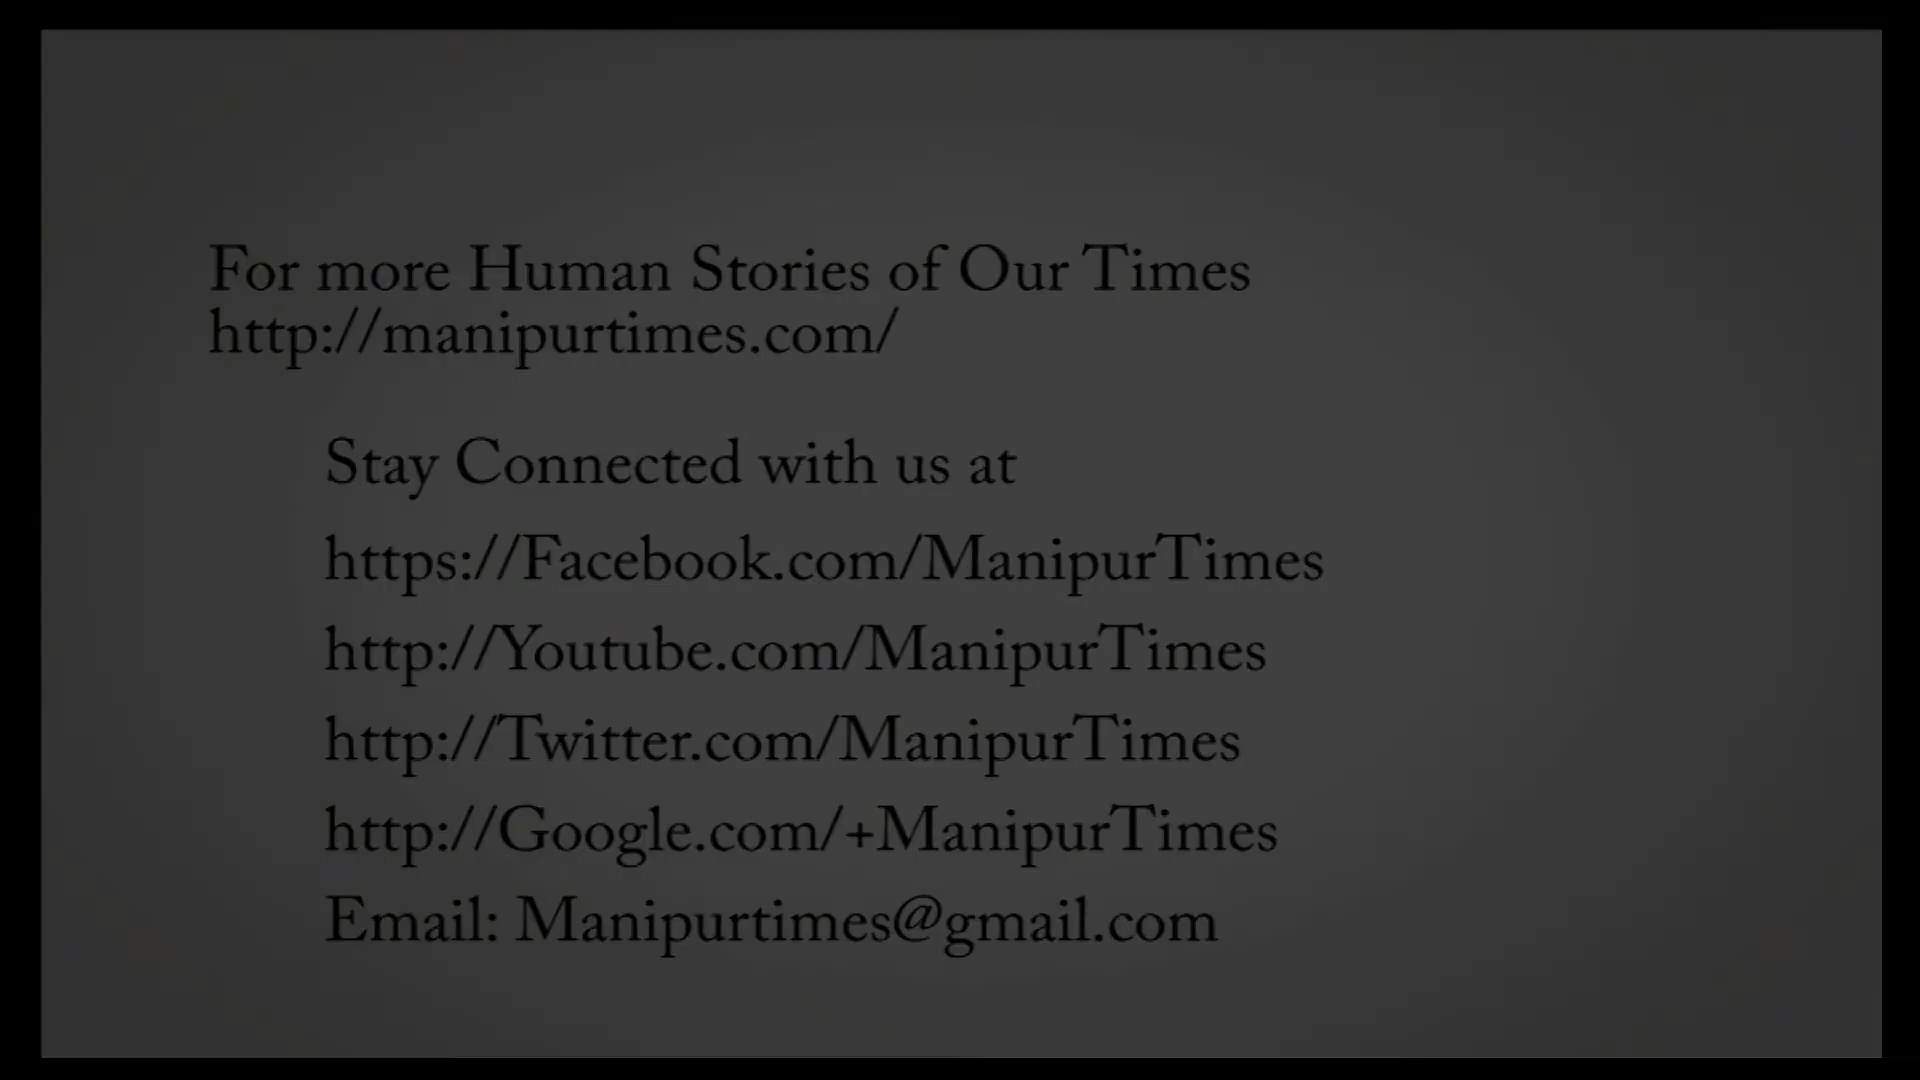 For more Human Stories of Our Times
http://manipurtimes.com/
Stay Connected with us at
https://Facebook.com/ManipurTimes
http://Youtube.com/ManipurTimes
http://Twitter.com/ManipurTimes
http://Google.com/+ManipurTimes
Email: Manipurtimes@gmail.com